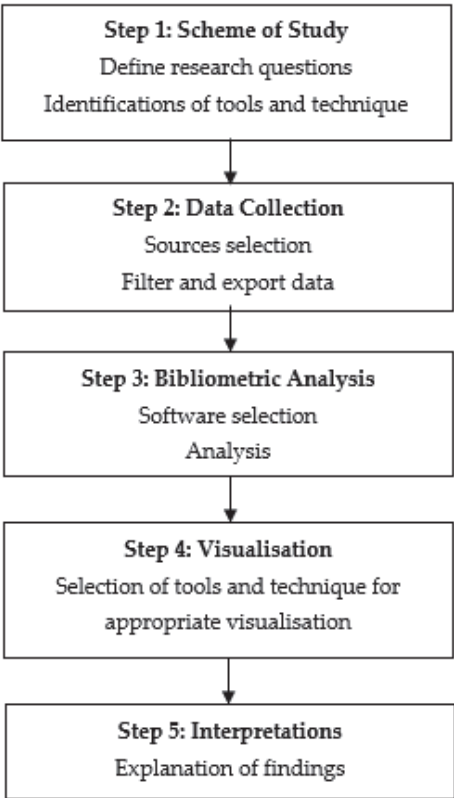 Step 1: Scheme of Study
Define research questions
Identifications of tools and technique
Step 2: Data Collection
Sources selection
Filter and export data
Step 3: Bibliometric Analysis
Software selection
Analysis
Step 4: Visualisation
Selection of tools and technique for
appropriate visualisation
Step 5: Interpretations
Explanation of findings